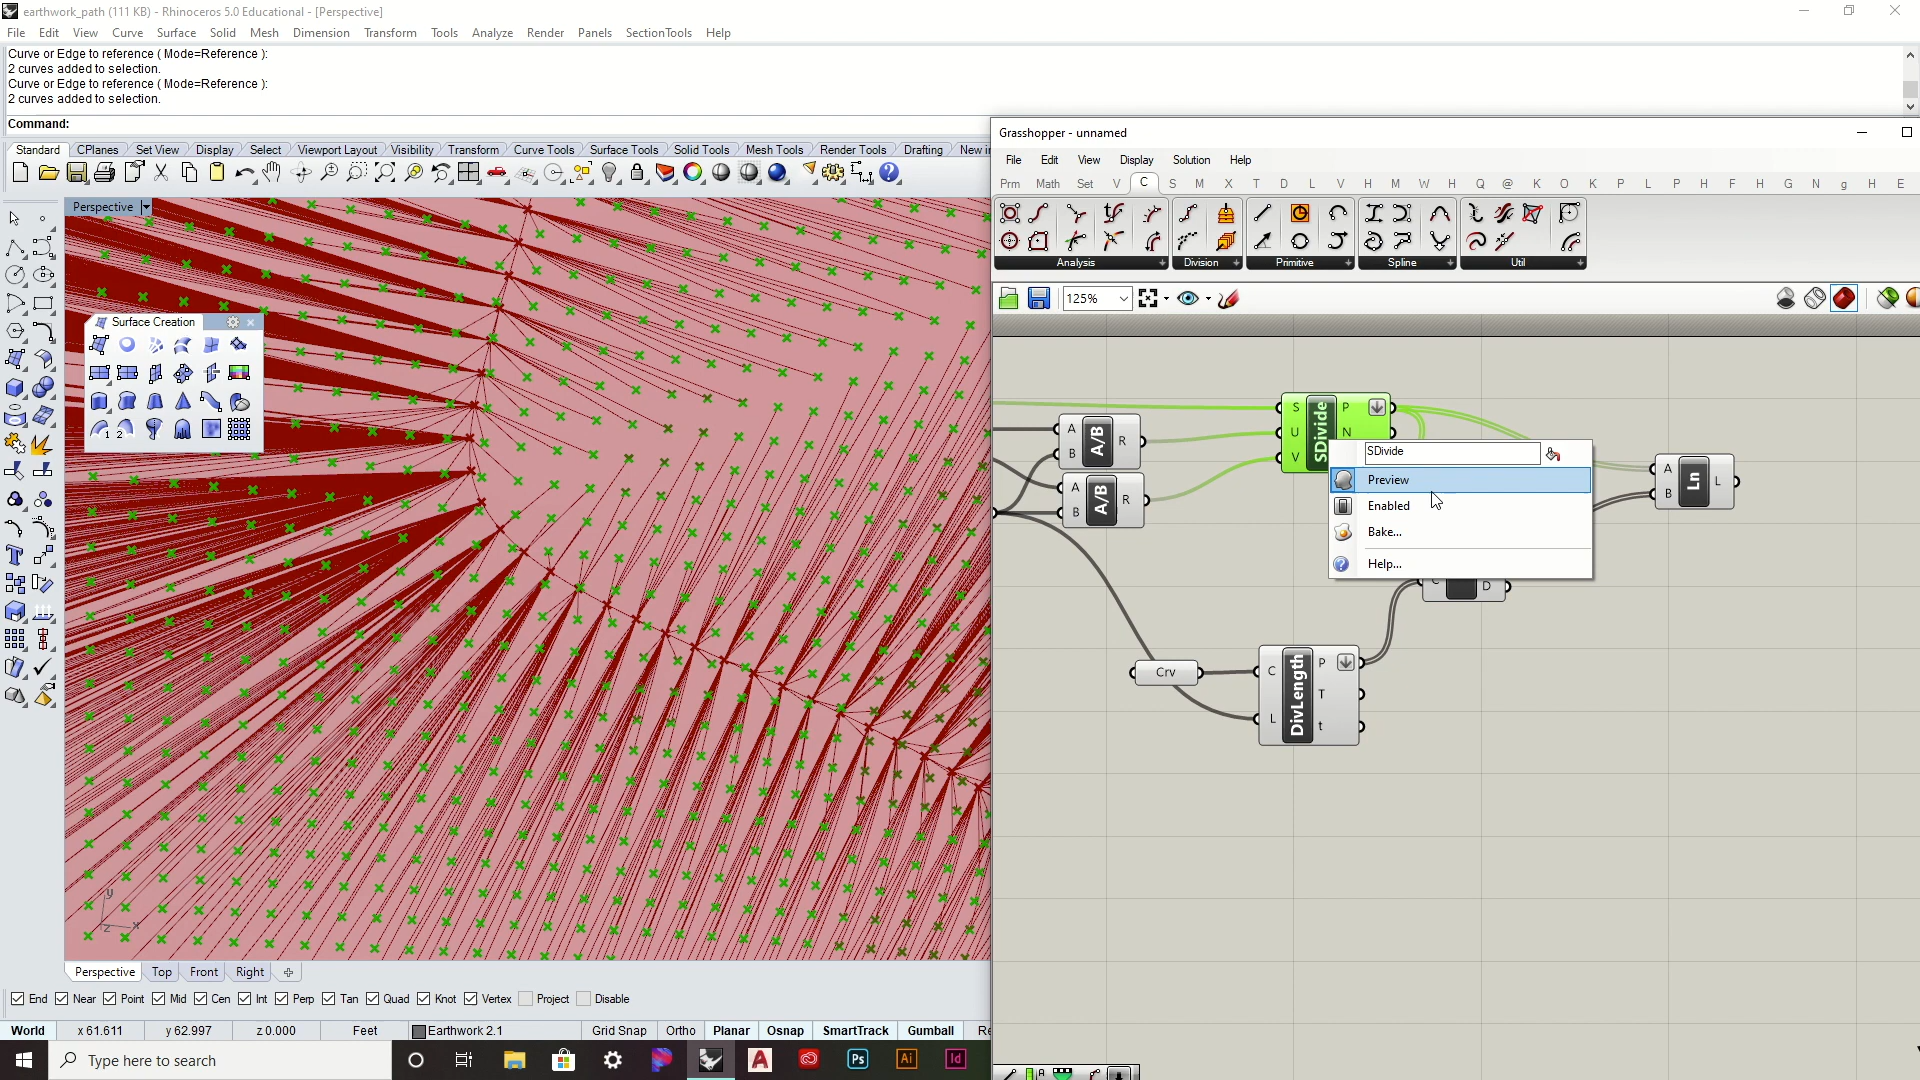 earthwork_path (111 KB) - Rhinoceros 5.0 Educational - [Perspective]
File Edit View Curve Surface Solid Mesh Dimension Transform Tools Analyze Render Panels SectionTools Help
Curve or Edge to reference ( Mode=Reference ):
2 curves added to selection.
Curve or Edge to reference ( Mode=Reference ):
2 curves added to selection.
Command:
Standard CPlanes Set View Display Select Viewport Layout Visibility Transform Curve Tools Surface Tools Solid Tools Mesh Tools Render Tools Drafting New in
Perspective
Surface Creation
1 2
y
z x
Grasshopper - unnamed
File Edit View Display Solution Help
Prm Math Set V C S M X T D L V H M W H Q @ K O K P L P H F H G N g H E
Analysis Division Primitive Spline Util
125%
S U V SDivide P N
A B A/B R
A B A/B R
SDivide
Preview
Enabled
Bake...
Help...
A B Ln L
C D
Crv
C L DivLength P T t
Perspective Top Front Right
End Near Point Mid Cen Int Perp Tan Quad Knot Vertex Project Disable
World x 61.611 y 62.997 z 0.000 Feet Earthwork 2.1 Grid Snap Ortho Planar Osnap SmartTrack Gumball Re
Type here to search
A Ps Ai Id